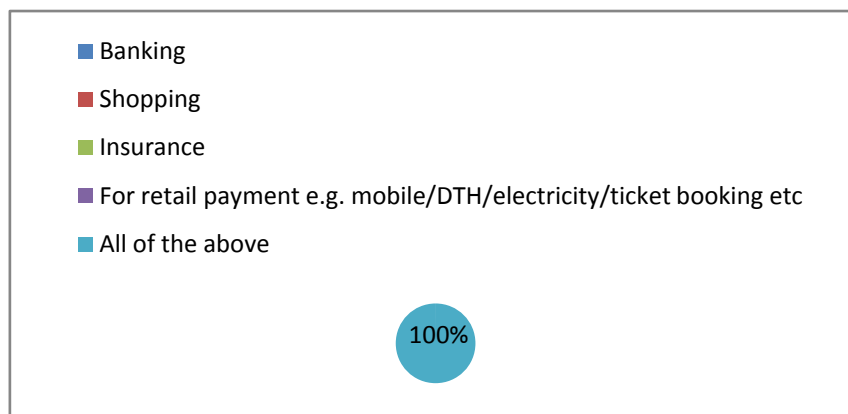 Banking
Shopping
Insurance
For retail payment e.g. mobile/DTH/electricity/ticket booking etc
All of the above
100%